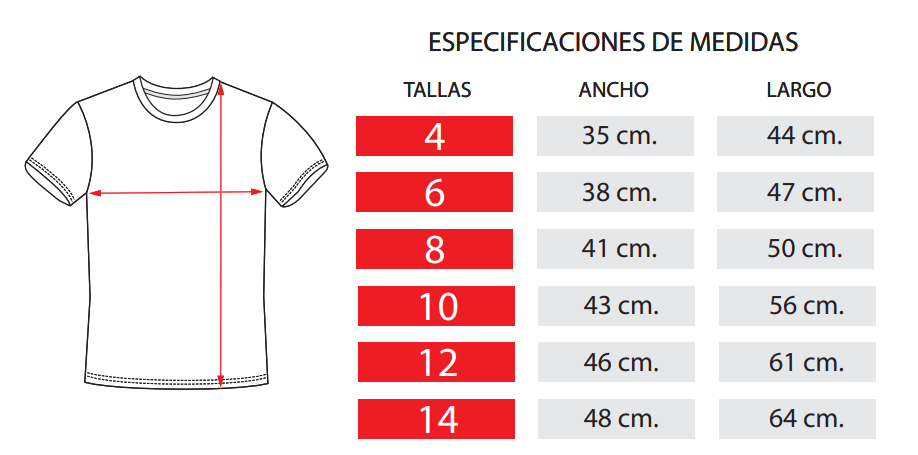 ESPECIFICACIONES DE MEDIDAS
TALLAS ANCHO LARGO
4 35 cm. 44 cm.
6 38 cm. 47 cm.
8 41 cm. 50 cm.
10 43 cm. 56 cm.
12 46 cm. 61 cm.
14 48 cm. 64 cm.